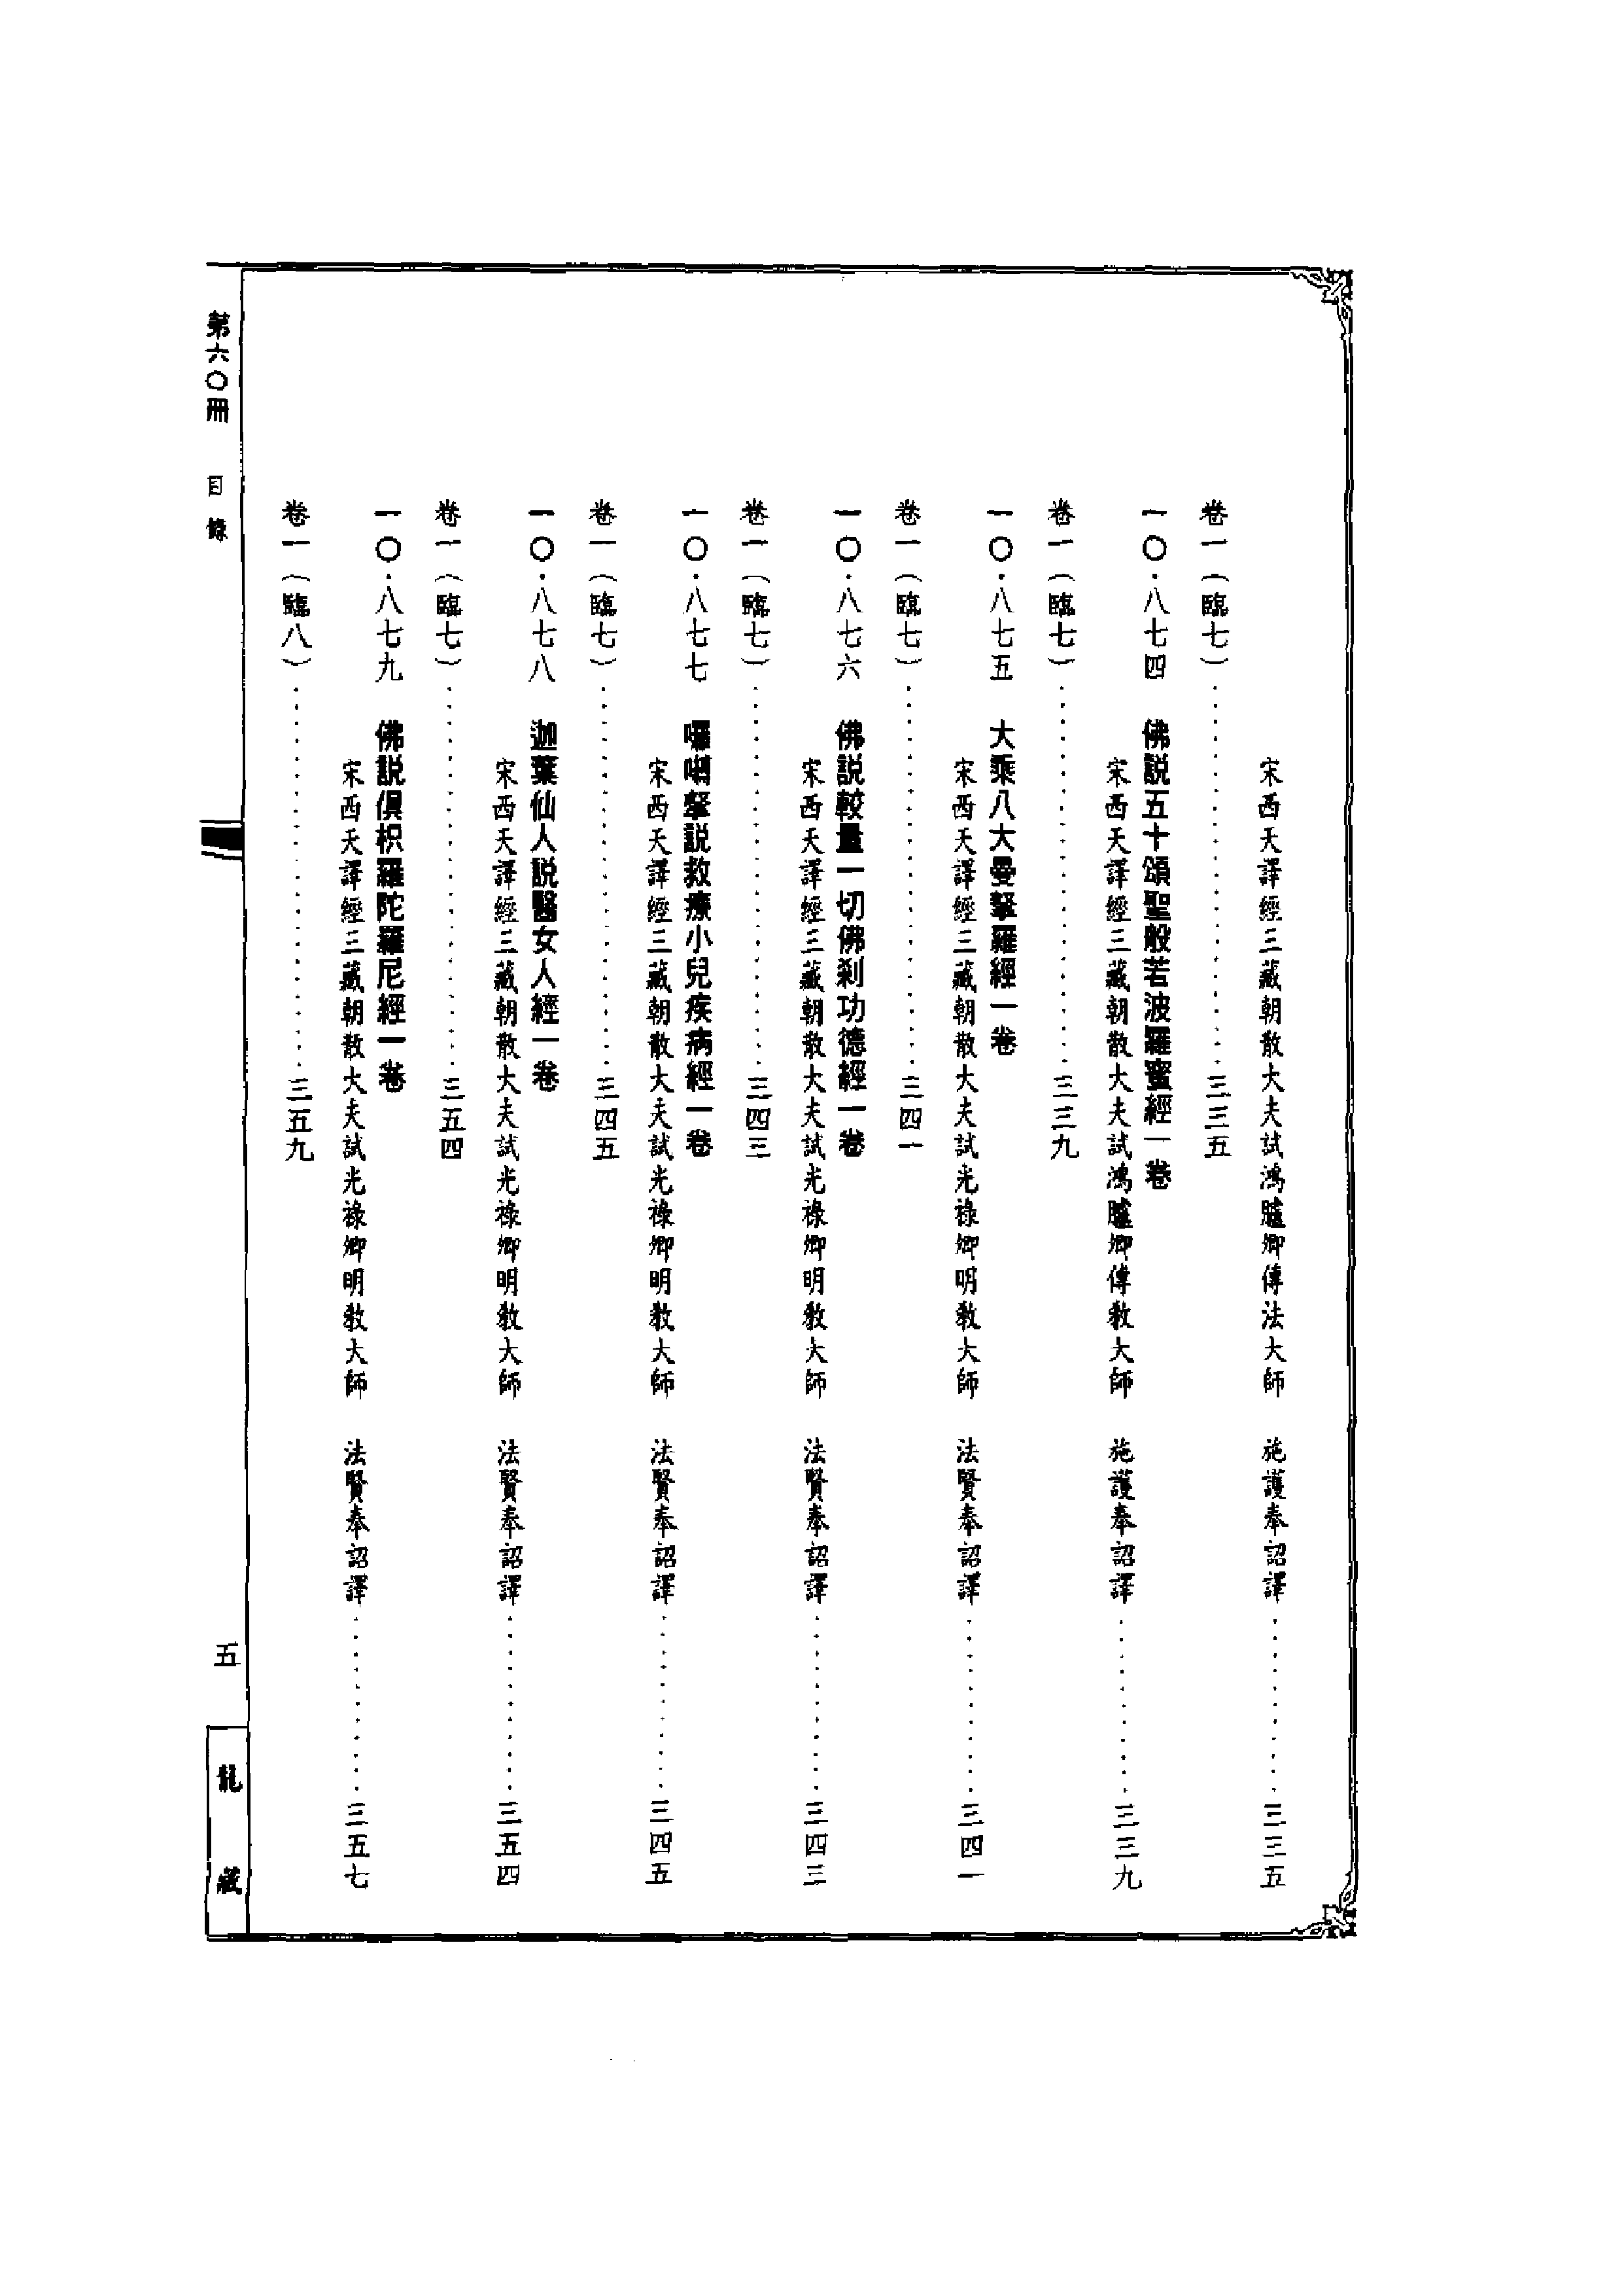 宋西天譯經三藏朝散大夫試鴻臚卿傳法大師　施護奉詔譯…………三三五
卷一（臨七）……………………三三五
一〇·八七四　佛説五十頌聖般若波羅蜜經一卷
宋西天譯經三藏朝散大夫試鴻臚卿傳教大師　施護奉詔譯…………三三九
卷一（臨七）……………………三三九
一〇·八七五　大乘八大曼拏羅經一卷
宋西天譯經三藏朝散大夫試光祿卿明教大師　法賢奉詔譯…………三四一
卷一（臨七）……………………三四一
一〇·八七六　佛説較量一切佛刹功德經一卷
宋西天譯經三藏朝散大夫試光祿卿明教大師　法賢奉詔譯…………三四三
卷一（臨七）……………………三四三
一〇·八七七　囉嚩拏説救療小兒疾病經一卷
宋西天譯經三藏朝散大夫試光祿卿明教大師　法賢奉詔譯…………三四五
卷一（臨七）……………………三四五
一〇·八七八　迦葉仙人説醫女人經一卷
宋西天譯經三藏朝散大夫試光祿卿明教大師　法賢奉詔譯…………三五四
卷一（臨七）……………………三五四
一〇·八七九　佛説俱枳羅陀羅尼經一卷
宋西天譯經三藏朝散大夫試光祿卿明教大師　法賢奉詔譯…………三五七
卷一（臨八）……………………三五九
第六〇冊　目錄
五
龍藏